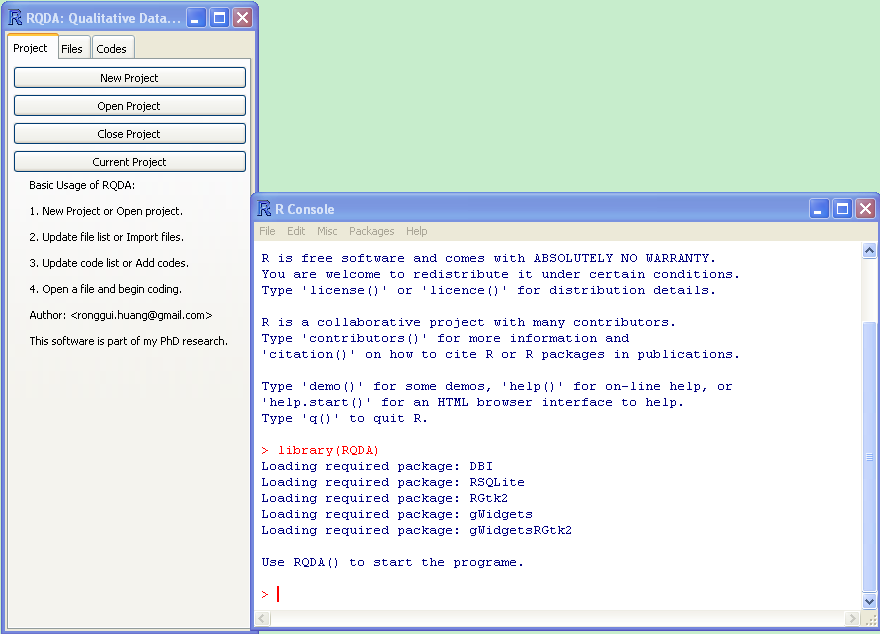 RQDA: Qualitative Data...
Project Files Codes
New Project
Open Project
Close Project
Current Project
Basic Usage of RQDA:
1. New Project or Open project.
2. Update file list or Import files.
3. Update code list or Add codes.
4. Open a file and begin coding.
Author: <ronggui.huang@gmail.com>
This software is part of my PhD research.
R Console
File Edit Misc Packages Help
R is free software and comes with ABSOLUTELY NO WARRANTY.
You are welcome to redistribute it under certain conditions.
Type 'license()' or 'licence()' for distribution details.
R is a collaborative project with many contributors.
Type 'contributors()' for more information and
'citation()' on how to cite R or R packages in publications.
Type 'demo()' for some demos, 'help()' for on-line help, or
'help.start()' for an HTML browser interface to help.
Type 'q()' to quit R.
> library(RQDA)
Loading required package: DBI
Loading required package: RSQLite
Loading required package: RGtk2
Loading required package: gWidgets
Loading required package: gWidgetsRGtk2
Use RQDA() to start the programe.
>